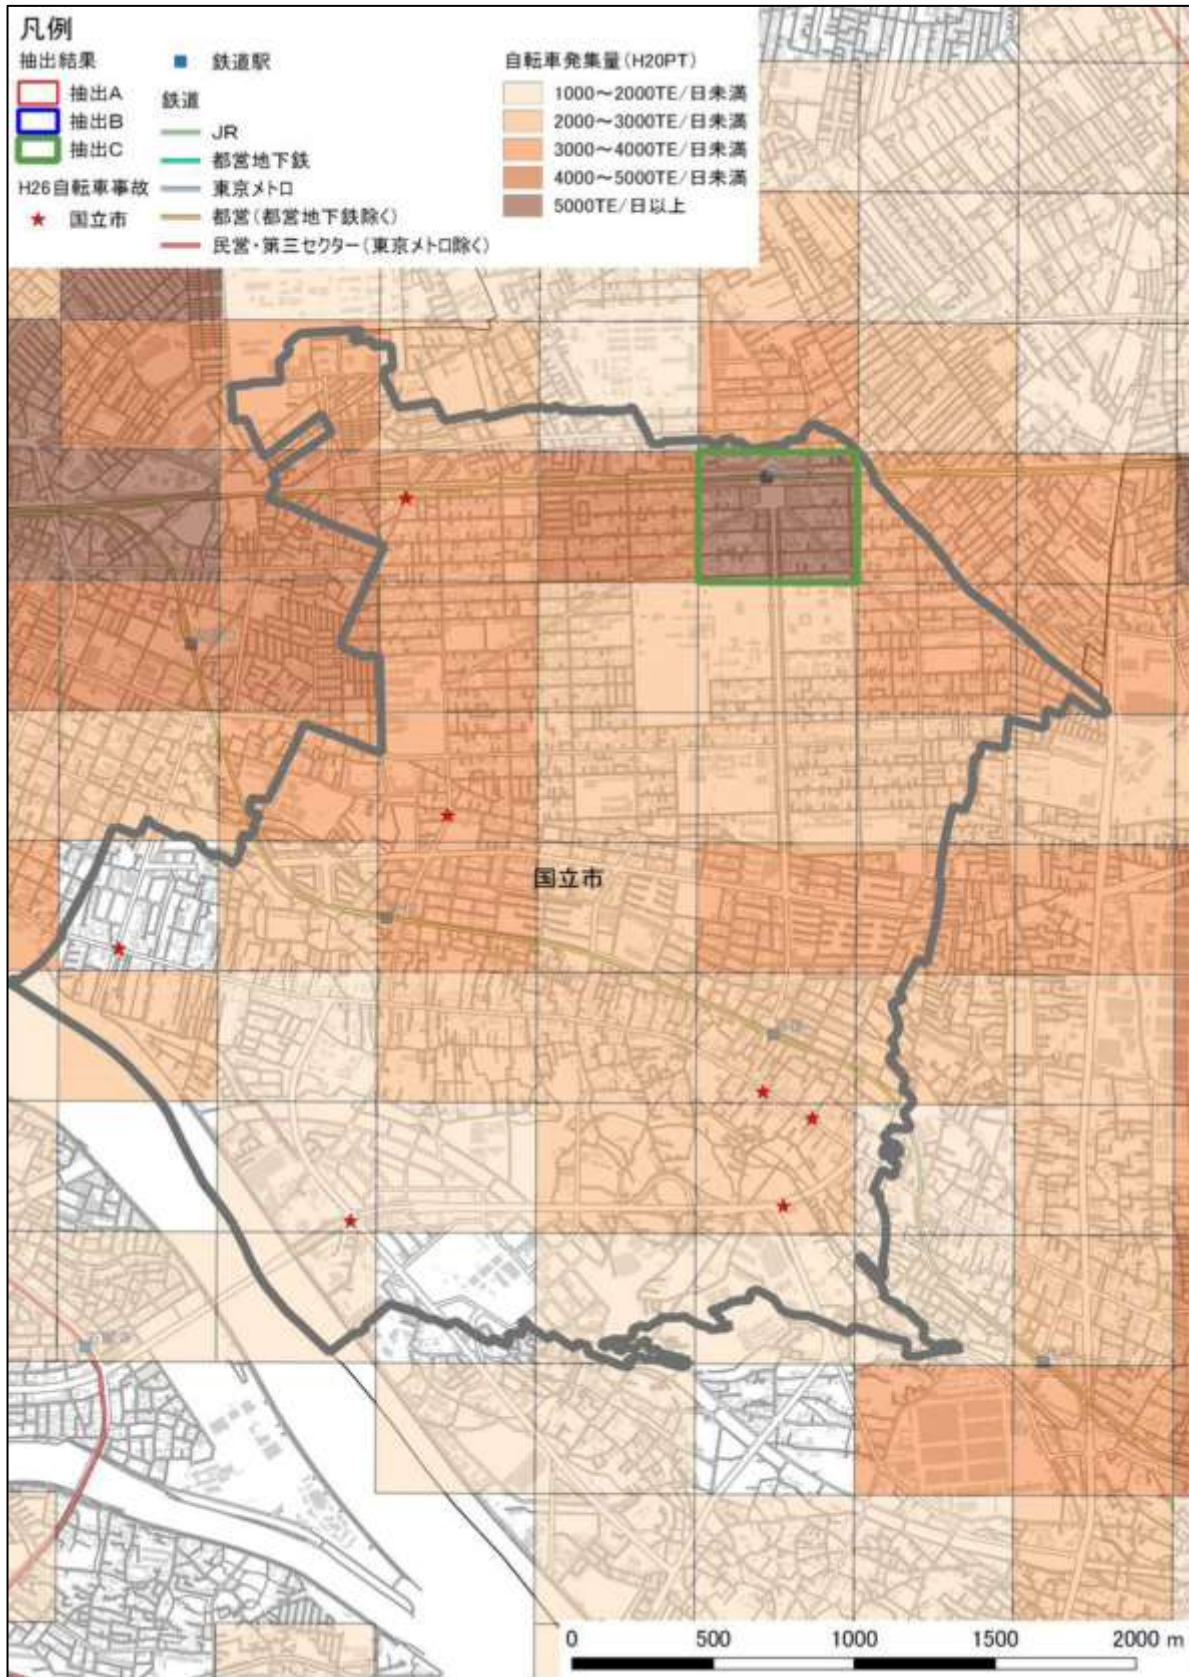 凡例
抽出結果
抽出A
抽出B
抽出C
H26自転車事故
国立市
鉄道駅
鉄道
JR
都営地下鉄
東京メトロ
都営(都営地下鉄除く)
民営・第三セクター(東京メトロ除く)
自転車発集量(H20PT)
1000～2000TE/日未満
2000～3000TE/日未満
3000～4000TE/日未満
4000～5000TE/日未満
5000TE/日以上
国立市
0 500 1000 1500 2000 m